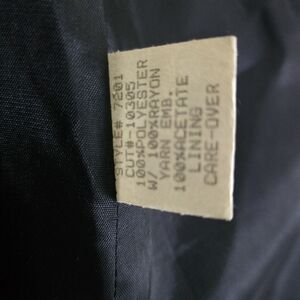 STYLE# 7201
CUT#-10305
100%POLYESTER
W/ 100%RAYON
YARN EMB.
100%ACETATE
LINING
CARE-OVER